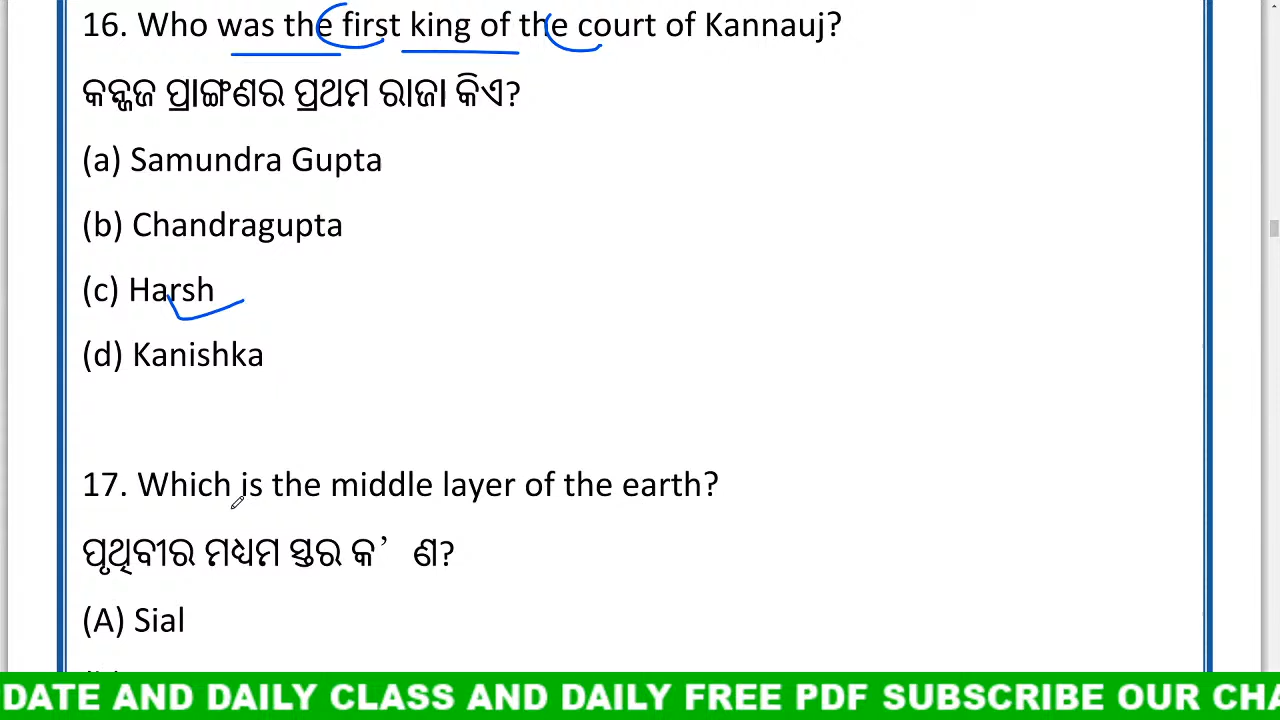 16. Who was the first king of the court of Kannauj?
କନ୍ନଜ ପ୍ରାଙ୍ଗଣର ପ୍ରଥମ ରାଜା କିଏ?
(a) Samundra Gupta
(b) Chandragupta
(c) Harsh
(d) Kanishka
17. Which is the middle layer of the earth?
ପୃଥିବୀର ମଧ୍ୟମ ସ୍ତର କ’ ଣ?
(A) Sial
DATE AND DAILY CLASS AND DAILY FREE PDF SUBSCRIBE OUR CHA